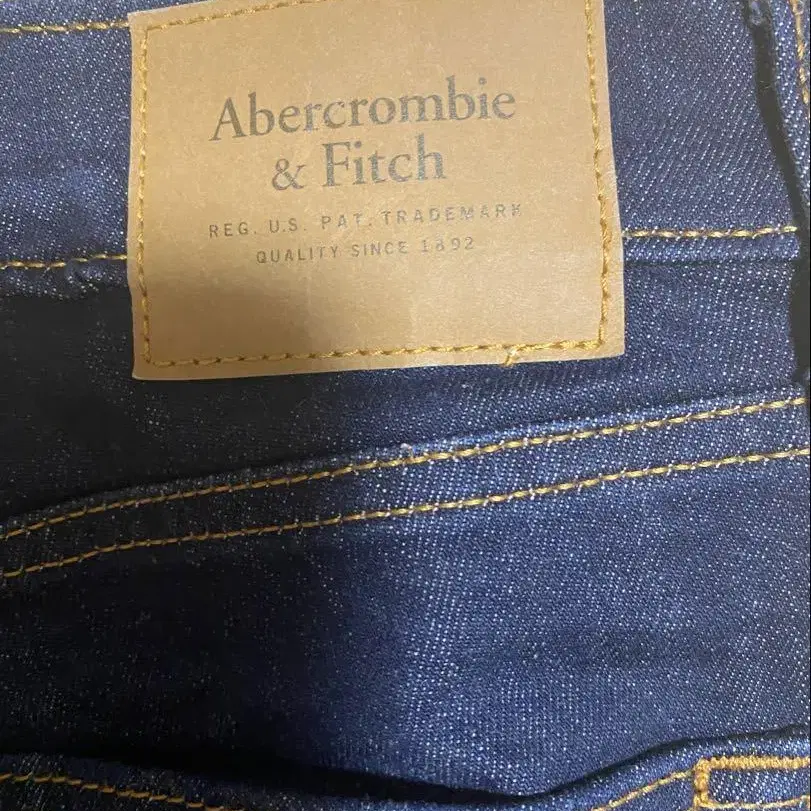 Abercrombie
& Fitch
REG. U.S. PAT. TRADEMARK
QUALITY SINCE 1892